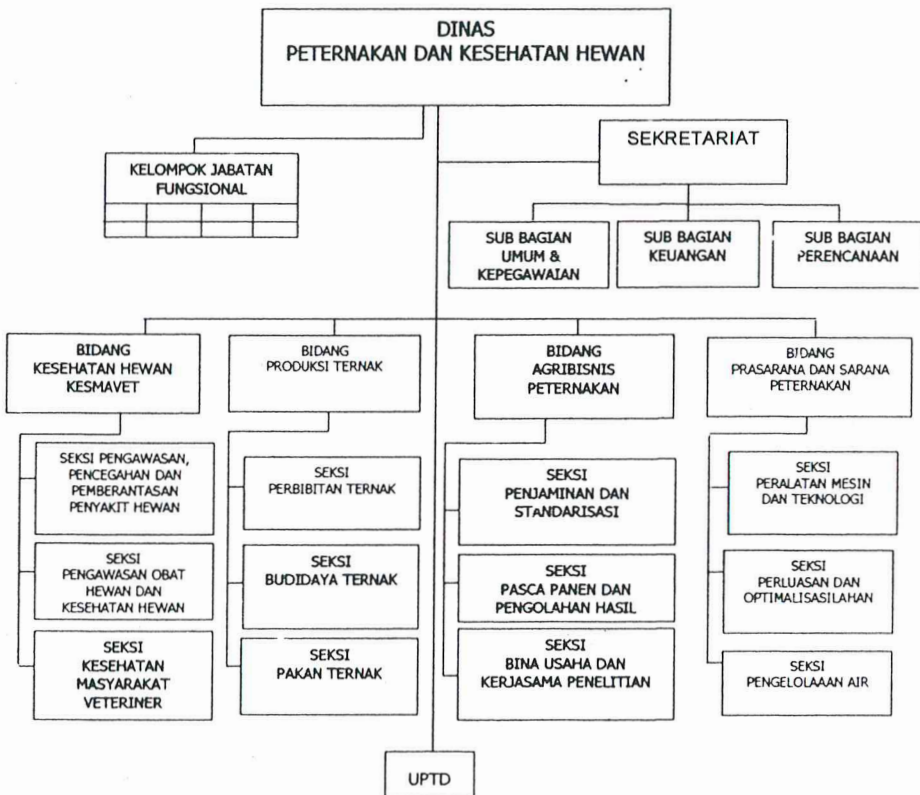 DINAS
PETERNAKAN DAN KESEHATAN HEWAN
SEKRETARIAT
KELOMPOK JABATAN
FUNGSIONAL
SUB BAGIAN
UMUM &
KEPEGAWAIAN
SUB BAGIAN
KEUANGAN
SUB BAGIAN
PERENCANAAN
BIDANG
KESEHATAN HEWAN
KESMAVET
BIDANG
PRODUKSI TERNAK
BIDANG
AGRIBISNIS
PETERNAKAN
BIDANG
PRASARANA DAN SARANA
PETERNAKAN
SEKSI PENGAWASAN,
PENCEGAHAN DAN
PEMBERANTASAN
PENYAKIT HEWAN
SEKSI
PENGAWASAN OBAT
HEWAN DAN
KESEHATAN HEWAN
SEKSI
KESEHATAN
MASYARAKAT
VETERINER
SEKSI
PERBIBITAN TERNAK
SEKSI
BUDIDAYA TERNAK
SEKSI
PAKAN TERNAK
SEKSI
PENJAMINAN DAN
STANDARISASI
SEKSI
PASCA PANEN DAN
PENGOLAHAN HASIL
SEKSI
BINA USAHA DAN
KERJASAMA PENELITIAN
SEKSI
PERALATAN MESIN
DAN TEKNOLOGI
SEKSI
PERLUASAN DAN
OPTIMALISASILAHAN
SEKSI
PENGELOLAAAN AIR
UPTD